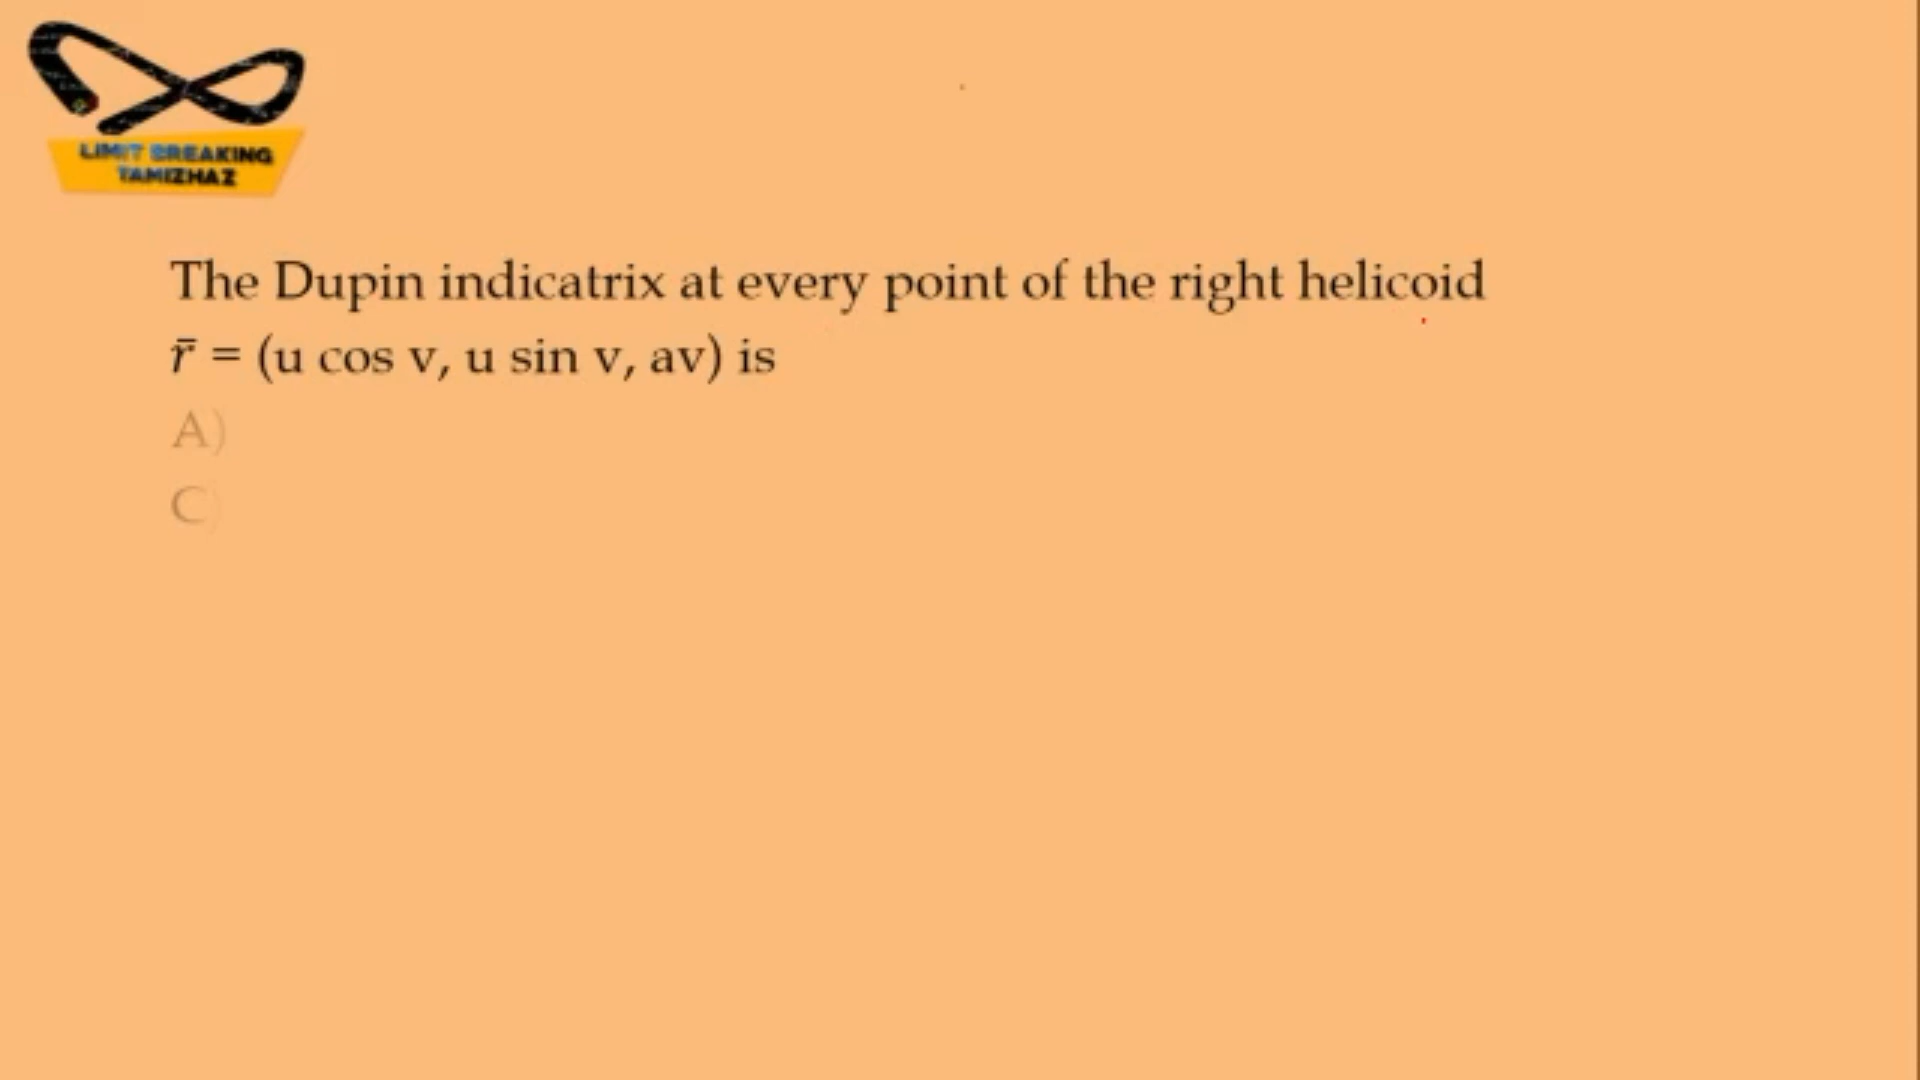 LIMIT BREAKING
TAMIZHAZ
The Dupin indicatrix at every point of the right helicoid
r̄ = (u cos v, u sin v, av) is
A)
C)